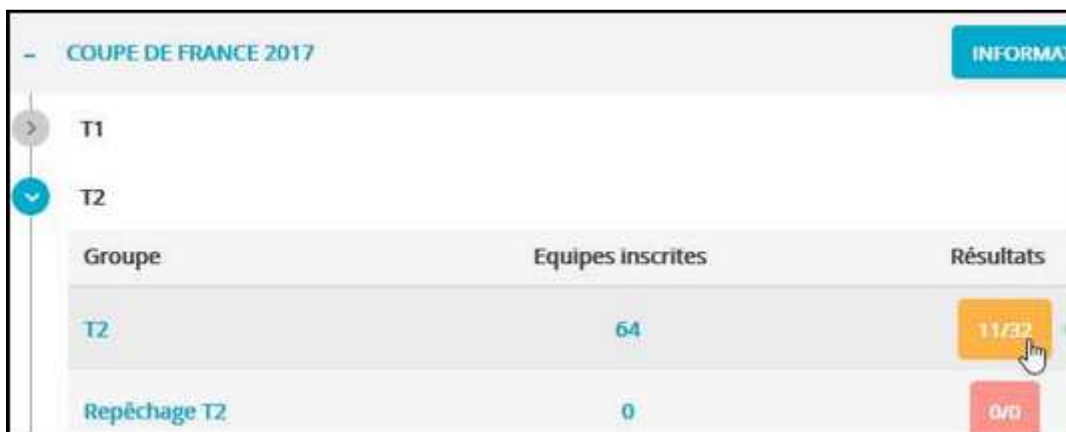 - COUPE DE FRANCE 2017 INFORMAT
T1
T2
Groupe Equipes inscrites Résultats
T2 64 11/32
Repêchage T2 0 0/0